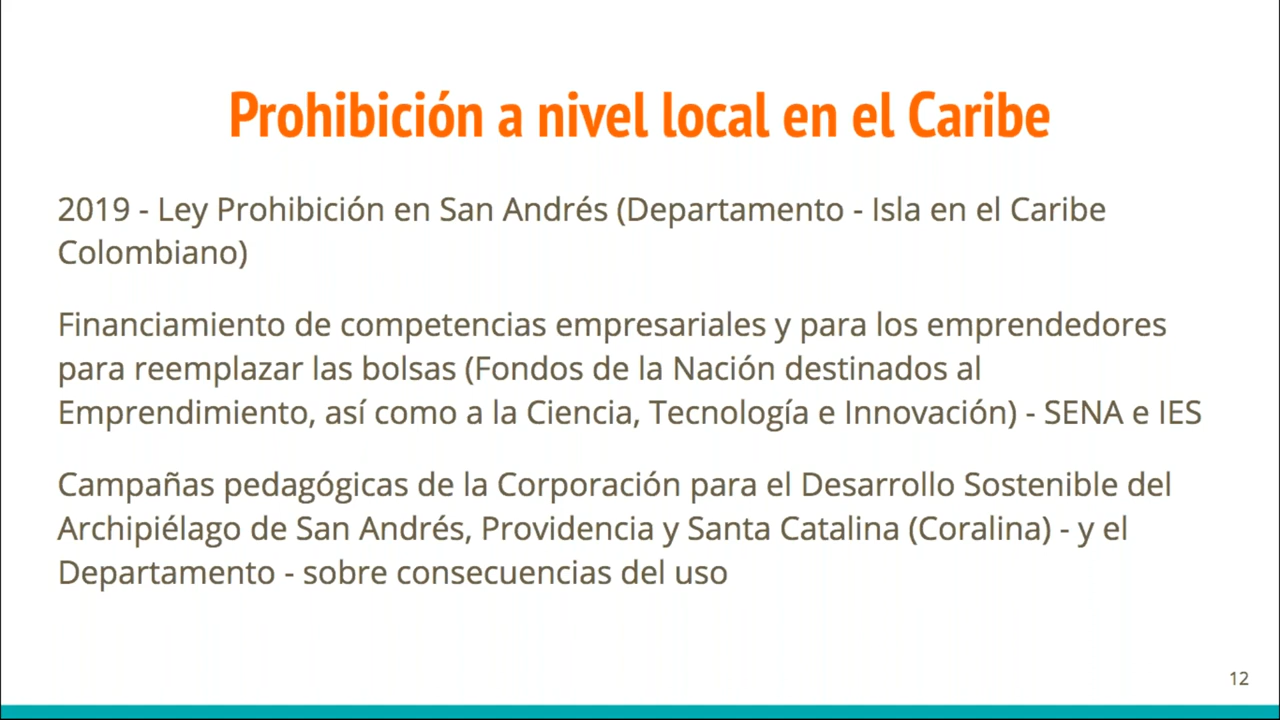 Prohibición a nivel local en el Caribe
2019 - Ley Prohibición en San Andrés (Departamento - Isla en el Caribe
Colombiano)
Financiamiento de competencias empresariales y para los emprendedores
para reemplazar las bolsas (Fondos de la Nación destinados al
Emprendimiento, así como a la Ciencia, Tecnología e Innovación) - SENA e IES
Campañas pedagógicas de la Corporación para el Desarrollo Sostenible del
Archipiélago de San Andrés, Providencia y Santa Catalina (Coralina) - y el
Departamento - sobre consecuencias del uso
12